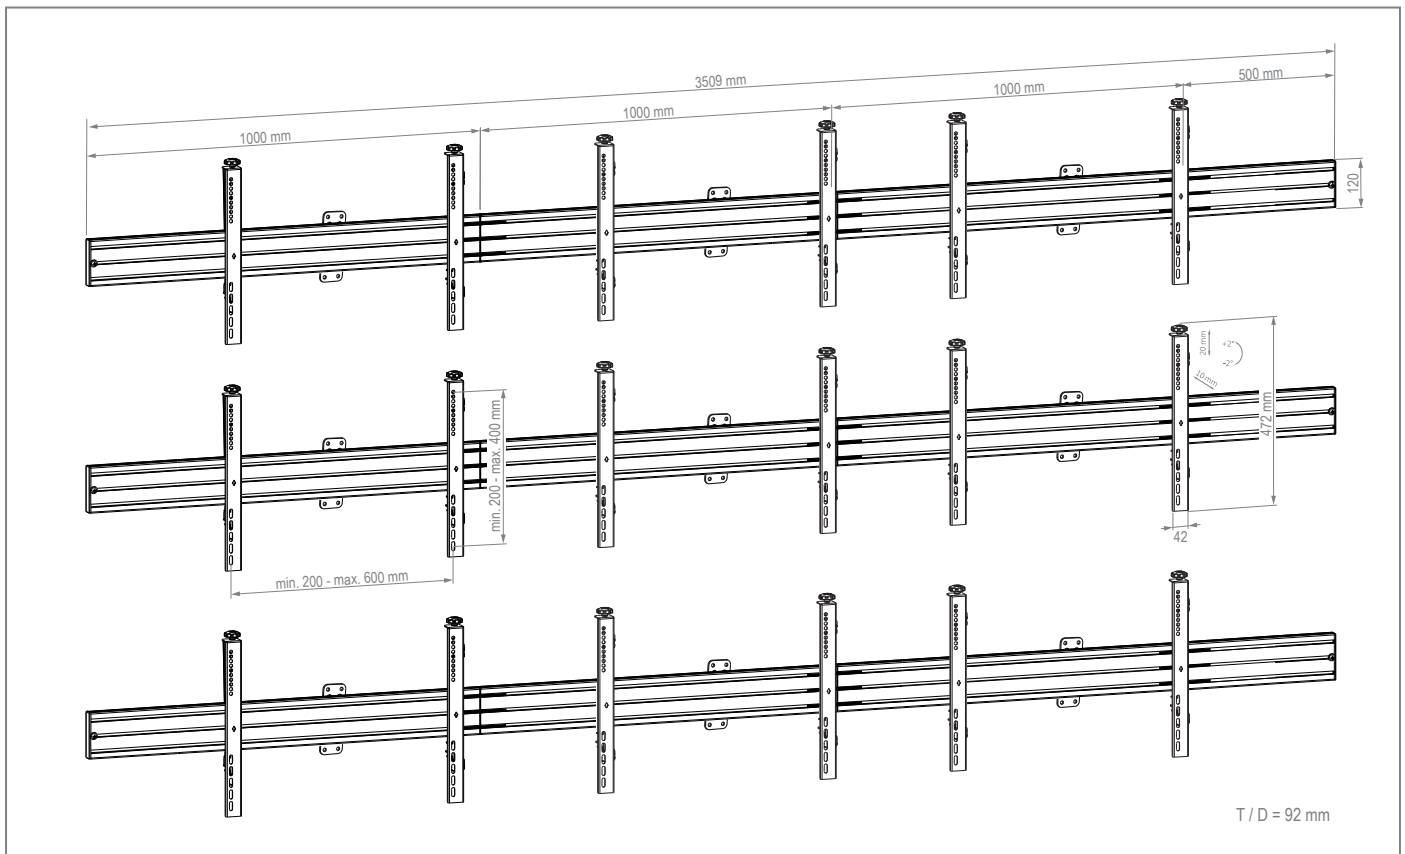 3509 mm
500 mm
1000 mm
1000 mm
1000 mm
120
20 mm
+2°
-2°
10 mm
472 mm
min. 200 - max. 400 mm
42
min. 200 - max. 600 mm
T / D = 92 mm